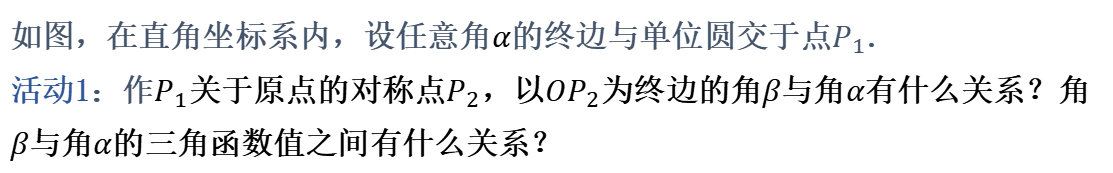 如图，在直角坐标系内，设任意角α的终边与单位圆交于点P₁.
活动1：作P₁关于原点的对称点P₂，以OP₂为终边的角β与角α有什么关系？角
β与角α的三角函数值之间有什么关系？